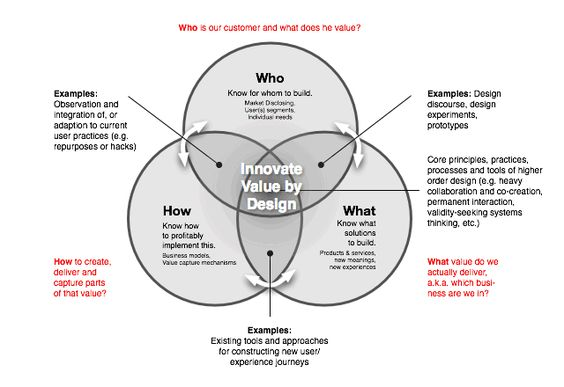 Who is our customer and what does he value?
Who
Know for whom to build.
Market Disclosing,
User(s) segments,
Individual needs
Examples:
Observation and
integration of, or
adaption to current
user practices (e.g.
repurposes or hacks)
Examples: Design
discourse, design
experiments,
prototypes
Innovate
Value by
Design
Core principles, practices,
processes and tools of higher
order design (e.g. heavy
collaboration and co-creation,
permanent interaction,
validity-seeking systems
thinking, etc.)
How
Know how
to profitably
implement this.
Business models,
Value capture mechanisms
What
Know what
solutions
to build.
Products & services,
new meanings,
new experiences
How to create,
deliver and
capture parts
of that value?
What value do we
actually deliver,
a.k.a. which busi-
ness are we in?
Examples:
Existing tools and approaches
for constructing new user/
experience journeys